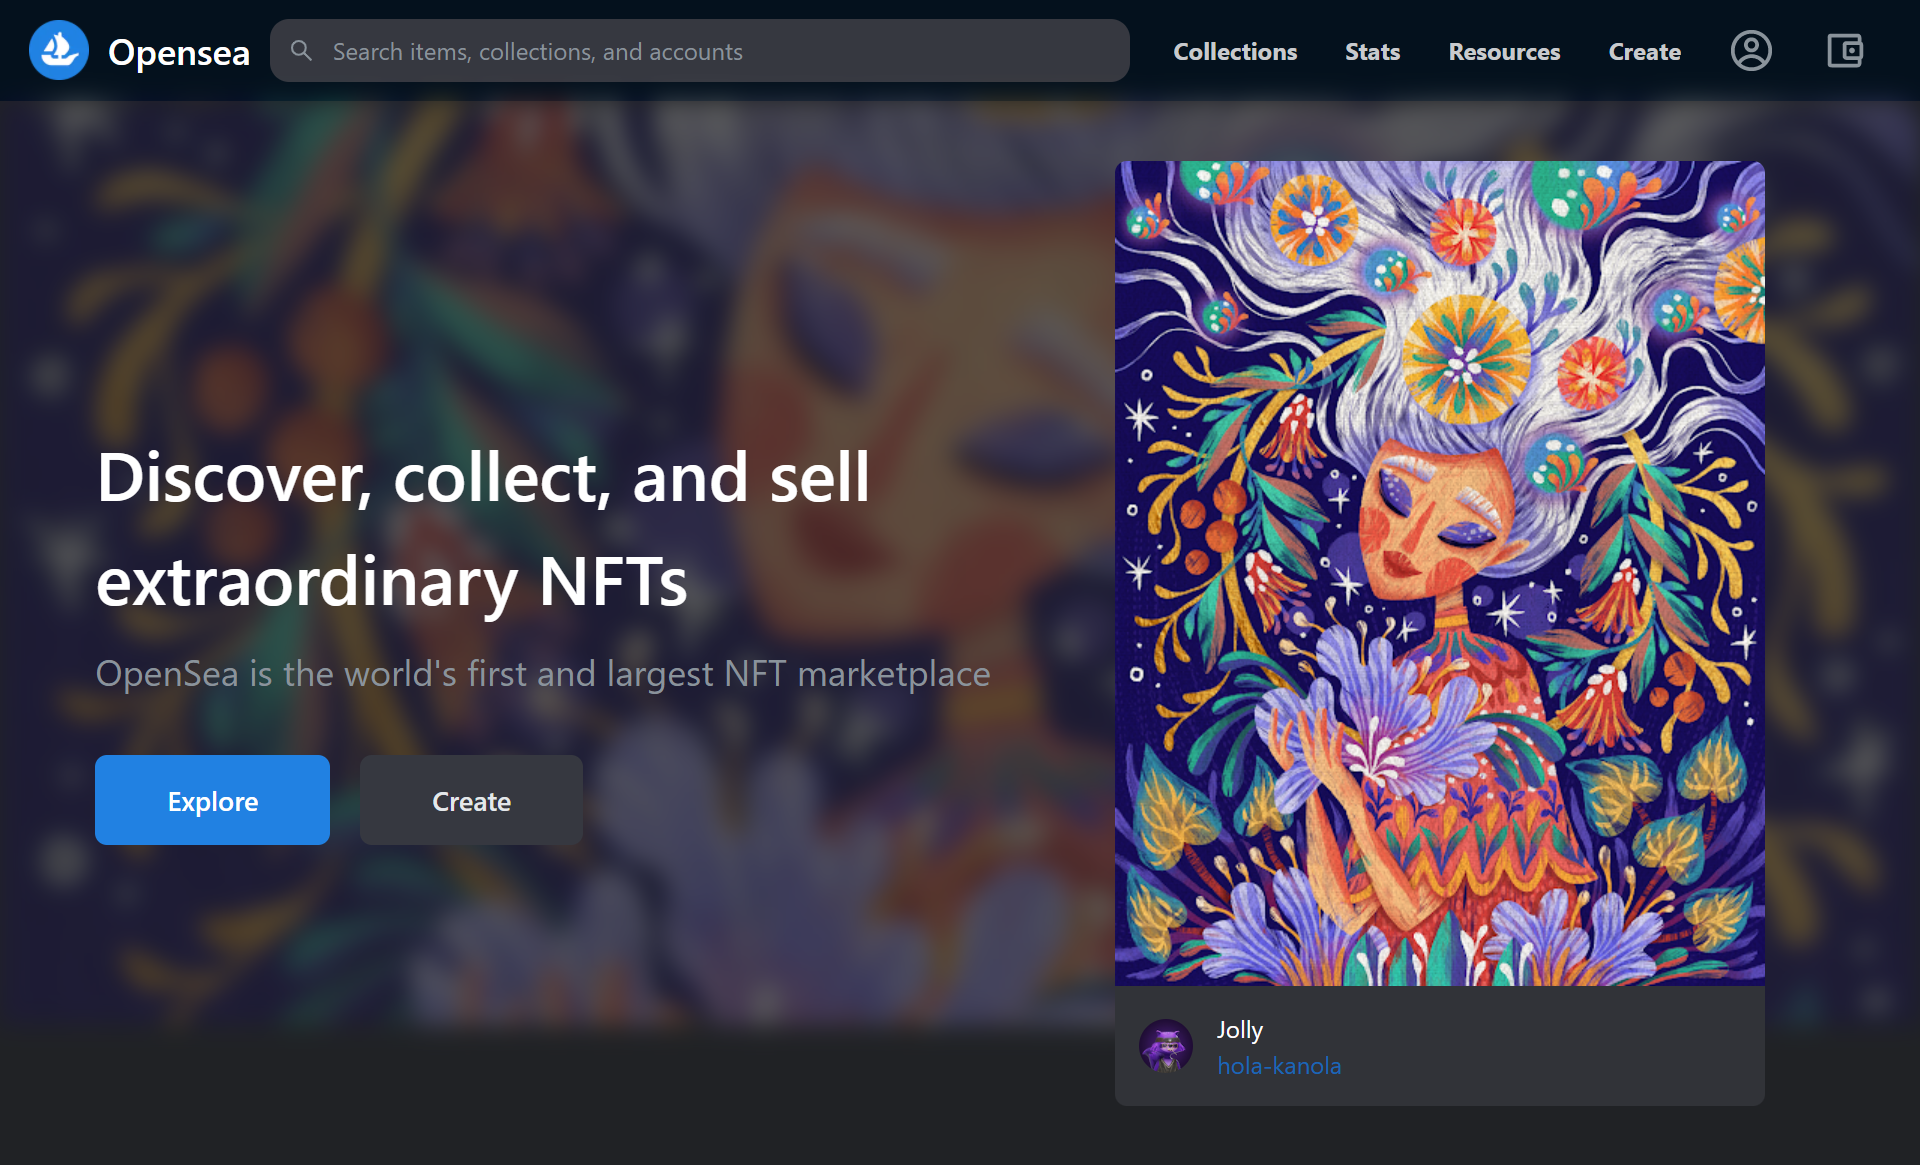 Opensea
Search items, collections, and accounts
Collections
Stats
Resources
Create
Discover, collect, and sell
extraordinary NFTs
OpenSea is the world's first and largest NFT marketplace
Explore
Create
Jolly
hola-kanola